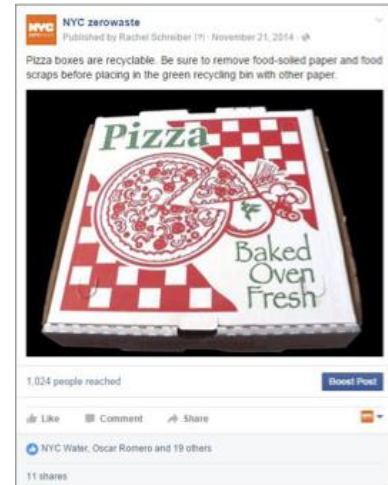 NYC
NYC zerowaste
Published by Rachel Schreiber [?] · November 21, 2014 ·
Pizza boxes are recyclable. Be sure to remove food-soiled paper and food
scraps before placing in the green recycling bin with other paper.
Pizza
Baked
Oven
Fresh
1,024 people reached
Boost Post
Like Comment Share
NYC Water, Oscar Romero and 19 others
11 shares